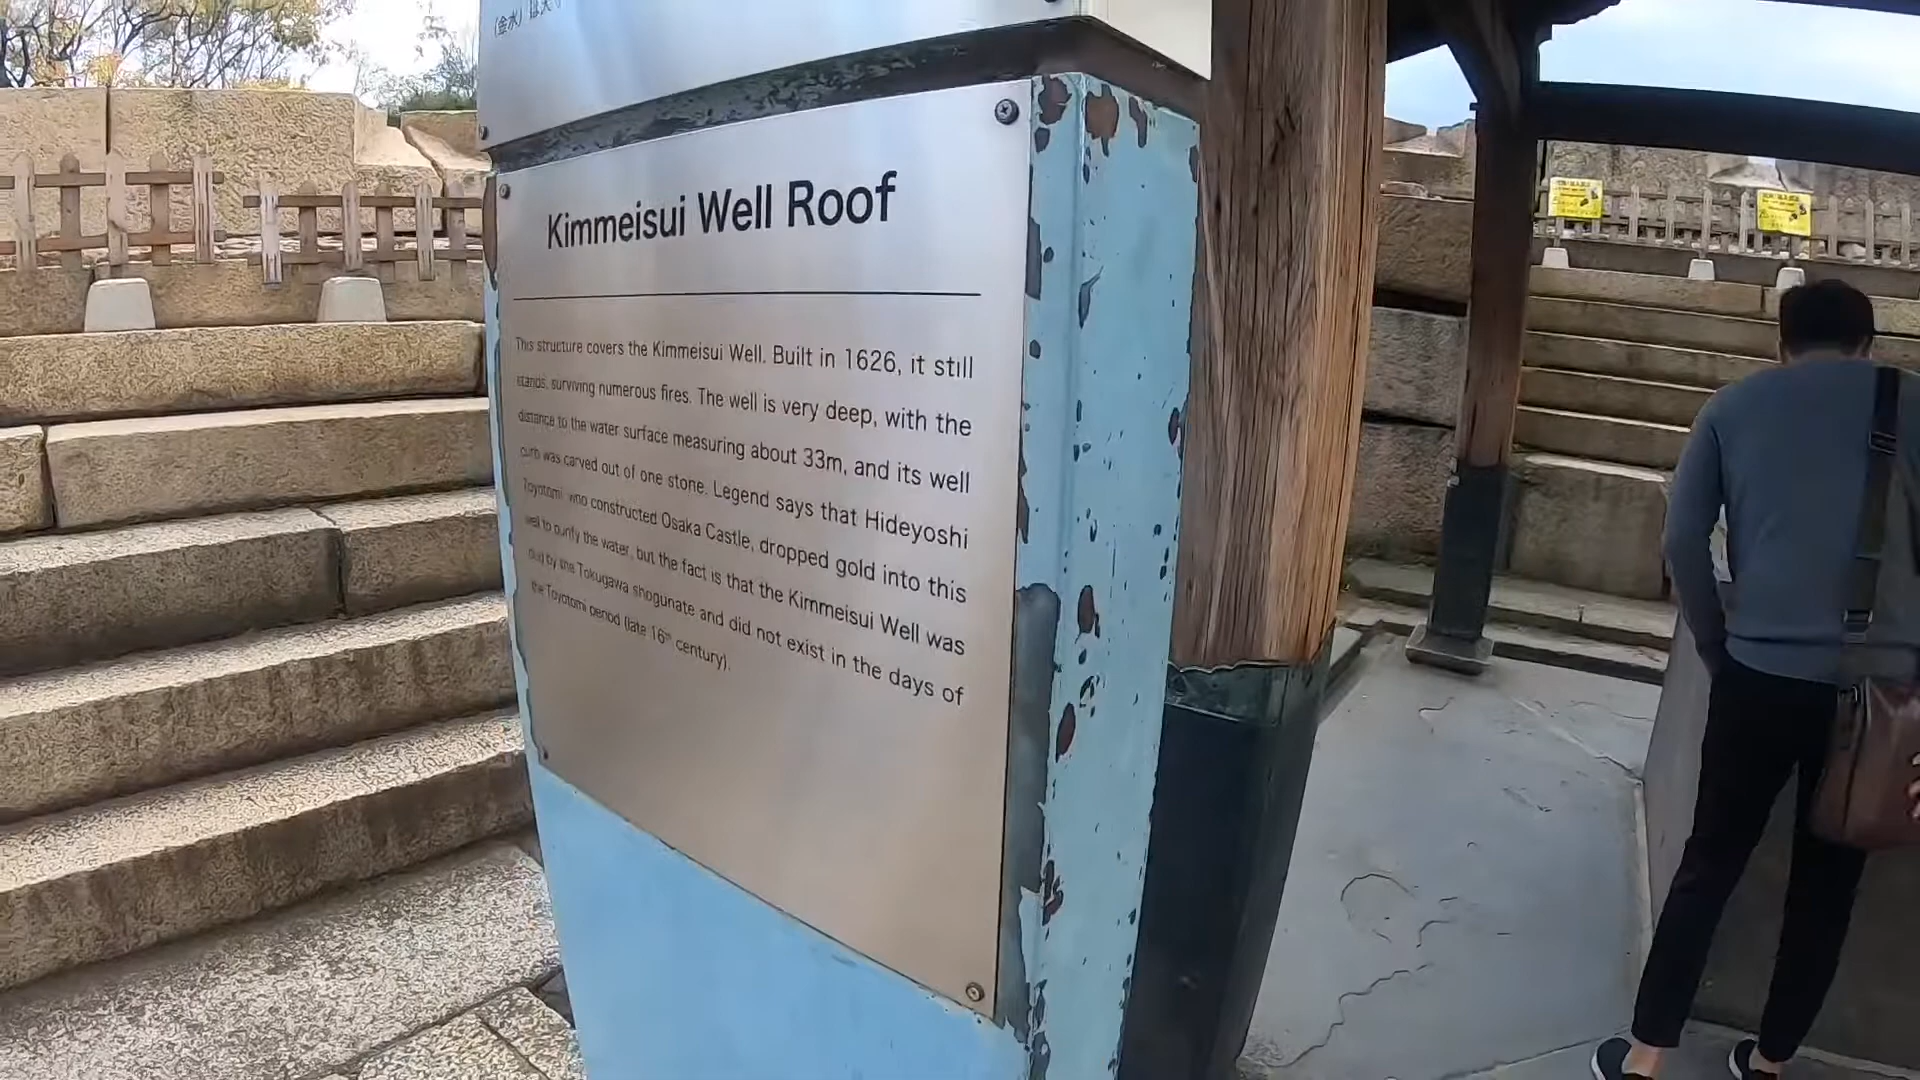 (金水)
Kimmeisui Well Roof
This structure covers the Kimmeisui Well. Built in 1626, it still
stands, surviving numerous fires. The well is very deep, with the
distance to the water surface measuring about 33m, and its well
curb was carved out of one stone. Legend says that Hideyoshi
Toyotomi, who constructed Osaka Castle, dropped gold into this
well to purify the water, but the fact is that the Kimmeisui Well was
dug by the Tokugawa shogunate and did not exist in the days of
the Toyotomi period (late 16th century).